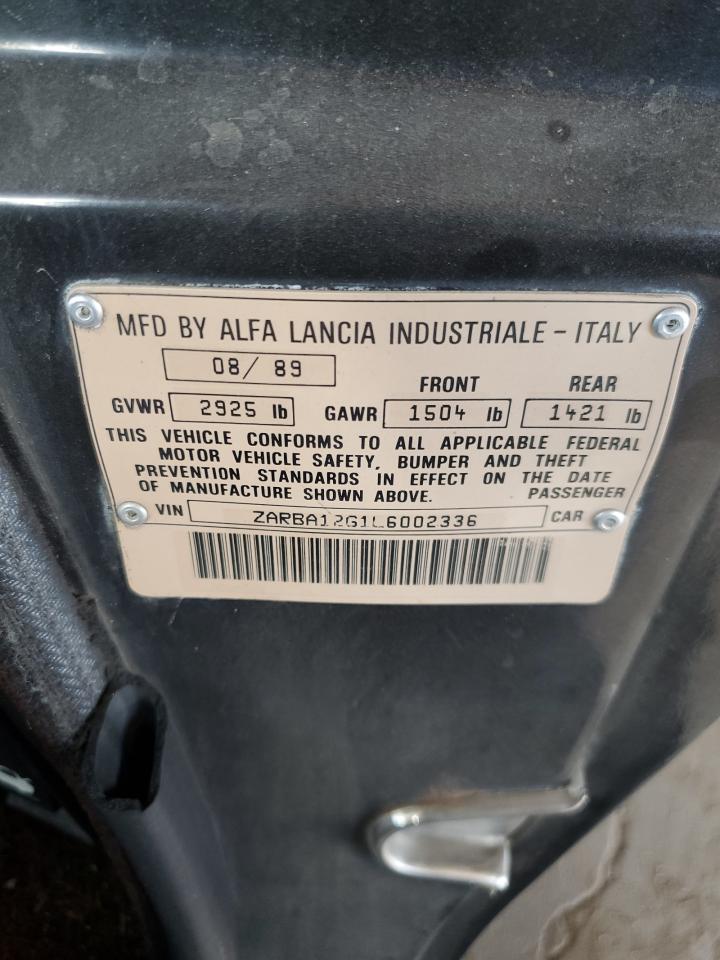 MFD BY ALFA LANCIA INDUSTRIALE - ITALY
08/ 89
FRONT REAR
GVWR 2925 lb GAWR 1504 lb 1421 lb
THIS VEHICLE CONFORMS TO ALL APPLICABLE FEDERAL
MOTOR VEHICLE SAFETY, BUMPER AND THEFT
PREVENTION STANDARDS IN EFFECT ON THE DATE
OF MANUFACTURE SHOWN ABOVE. PASSENGER
VIN ZARBA12G1L6002336 CAR